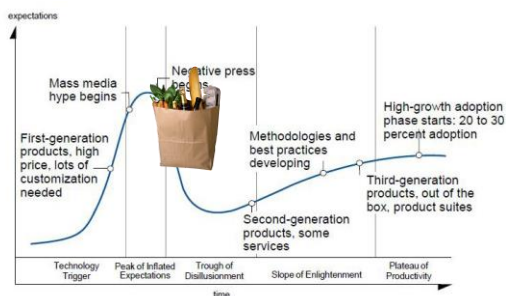 expectations
Mass media
hype begins
Negative press
begins
First-generation
products, high
price, lots of
customization
needed
Methodologies and
best practices
developing
High-growth adoption
phase starts: 20 to 30
percent adoption
Third-generation
products, out of the
box, product suites
Second-generation
products, some
services
Technology
Trigger
Peak of Inflated
Expectations
Trough of
Disillusionment
Slope of Enlightenment
Plateau of
Productivity
time